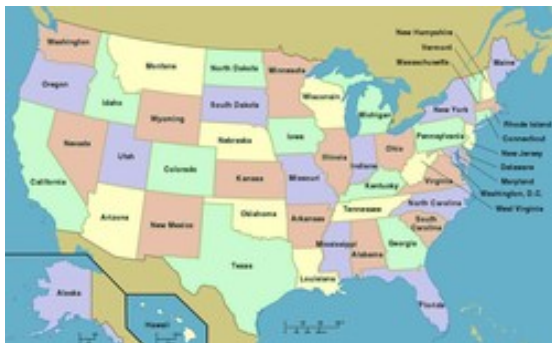 Washington
Oregon
California
Nevada
Idaho
Montana
Wyoming
Utah
Arizona
Colorado
New Mexico
North Dakota
South Dakota
Nebraska
Kansas
Oklahoma
Texas
Minnesota
Iowa
Missouri
Arkansas
Louisiana
Wisconsin
Illinois
Michigan
Indiana
Ohio
Kentucky
Tennessee
Mississippi
Alabama
Georgia
Florida
South
Carolina
North Carolina
Virginia
Pennsylvania
New York
Maine
New Hampshire
Vermont
Massachusetts
Rhode Island
Connecticut
New Jersey
Delaware
Maryland
Washington, D.C.
West Virginia
Alaska
Hawaii